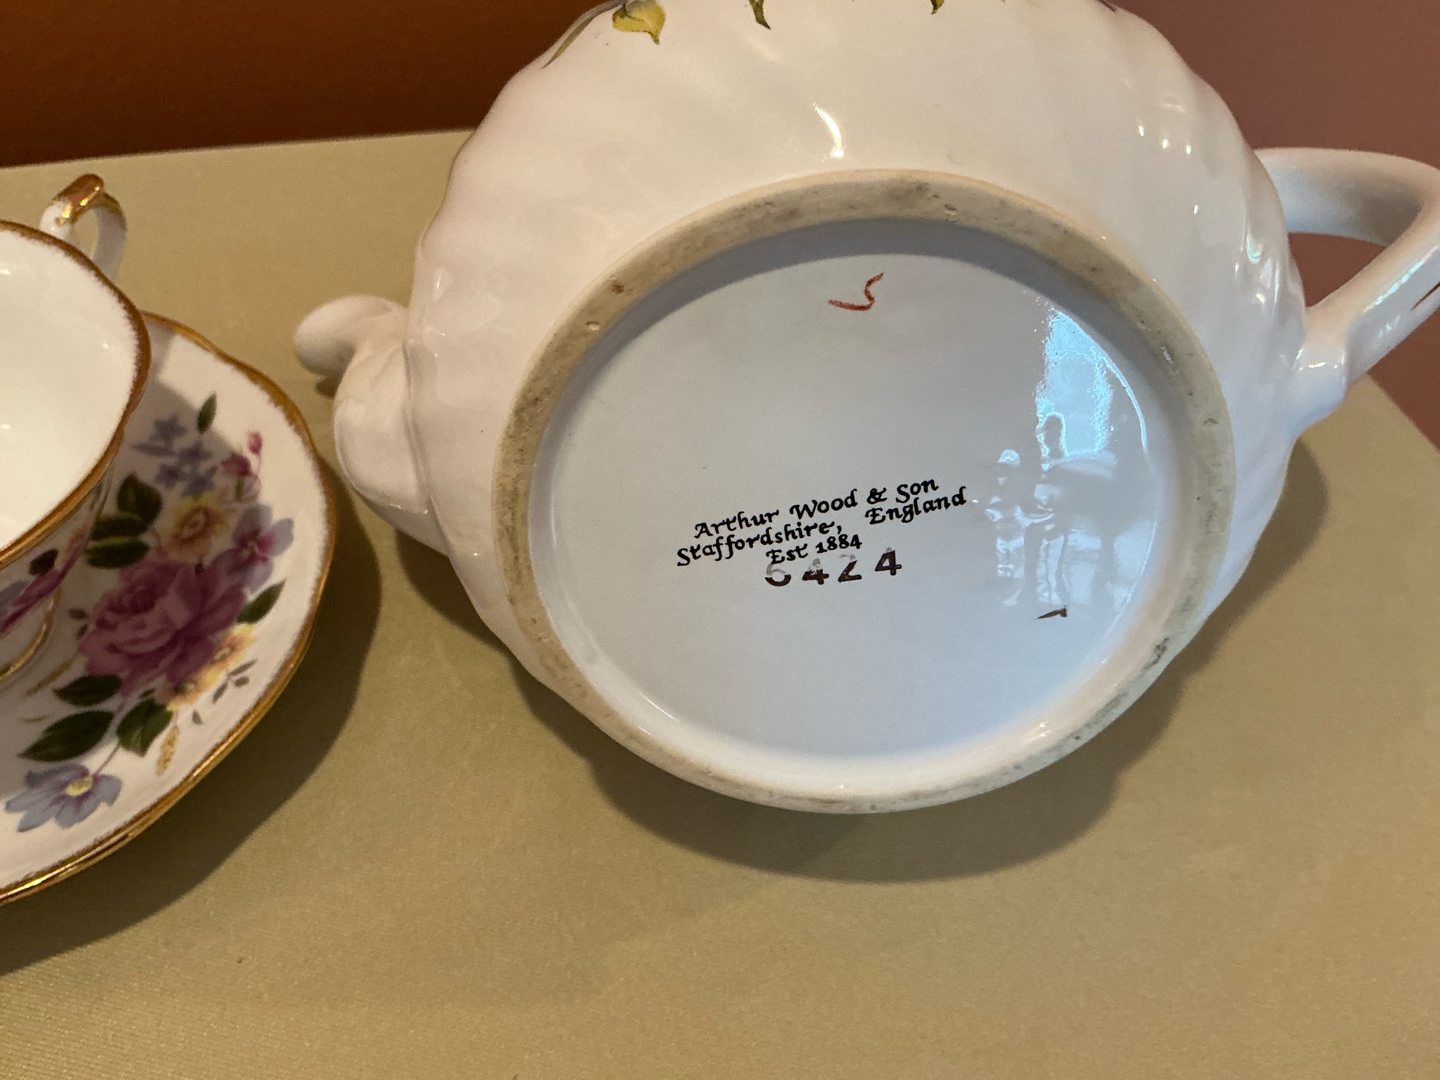 Arthur Wood & Son
Staffordshire, England
Est 1884
6424